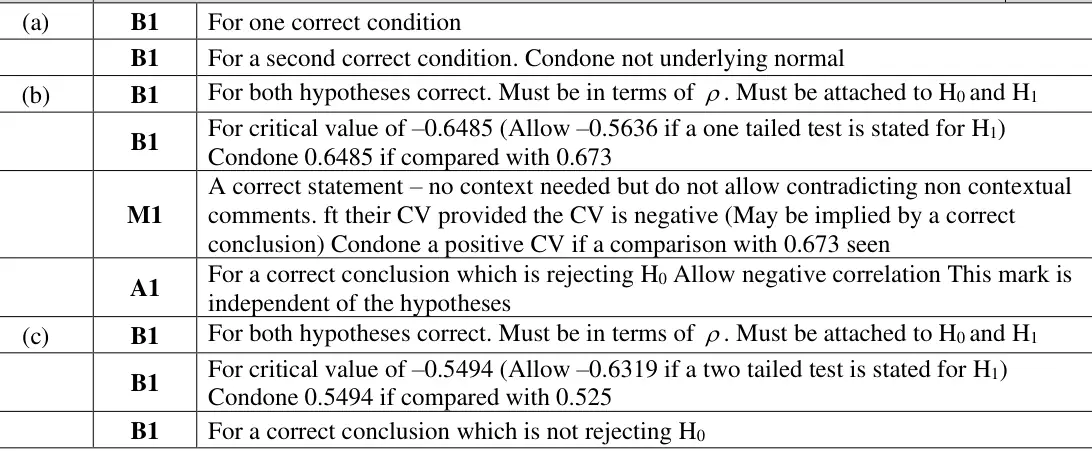 (a) B1 For one correct condition
B1 For a second correct condition. Condone not underlying normal
(b) B1 For both hypotheses correct. Must be in terms of ρ. Must be attached to H₀ and H₁
B1 For critical value of –0.6485 (Allow –0.5636 if a one tailed test is stated for H₁)
Condone 0.6485 if compared with 0.673
M1 A correct statement – no context needed but do not allow contradicting non contextual
comments. ft their CV provided the CV is negative (May be implied by a correct
conclusion) Condone a positive CV if a comparison with 0.673 seen
A1 For a correct conclusion which is rejecting H₀ Allow negative correlation This mark is
independent of the hypotheses
(c) B1 For both hypotheses correct. Must be in terms of ρ. Must be attached to H₀ and H₁
B1 For critical value of –0.5494 (Allow –0.6319 if a two tailed test is stated for H₁)
Condone 0.5494 if compared with 0.525
B1 For a correct conclusion which is not rejecting H₀